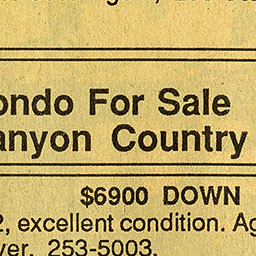 ondo For Sale
anyon Country
$6900 DOWN
2, excellent condition. Ag
ver. 253-5003.